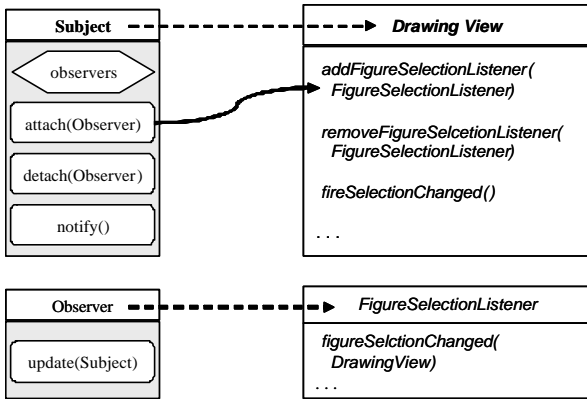 Subject
observers
attach(Observer)
detach(Observer)
notify()
Drawing View
addFigureSelectionListener(
FigureSelectionListener)
removeFigureSelcetionListener(
FigureSelectionListener)
fireSelectionChanged()
. . .
Observer
update(Subject)
FigureSelectionListener
figureSelctionChanged(
DrawingView)
. . .